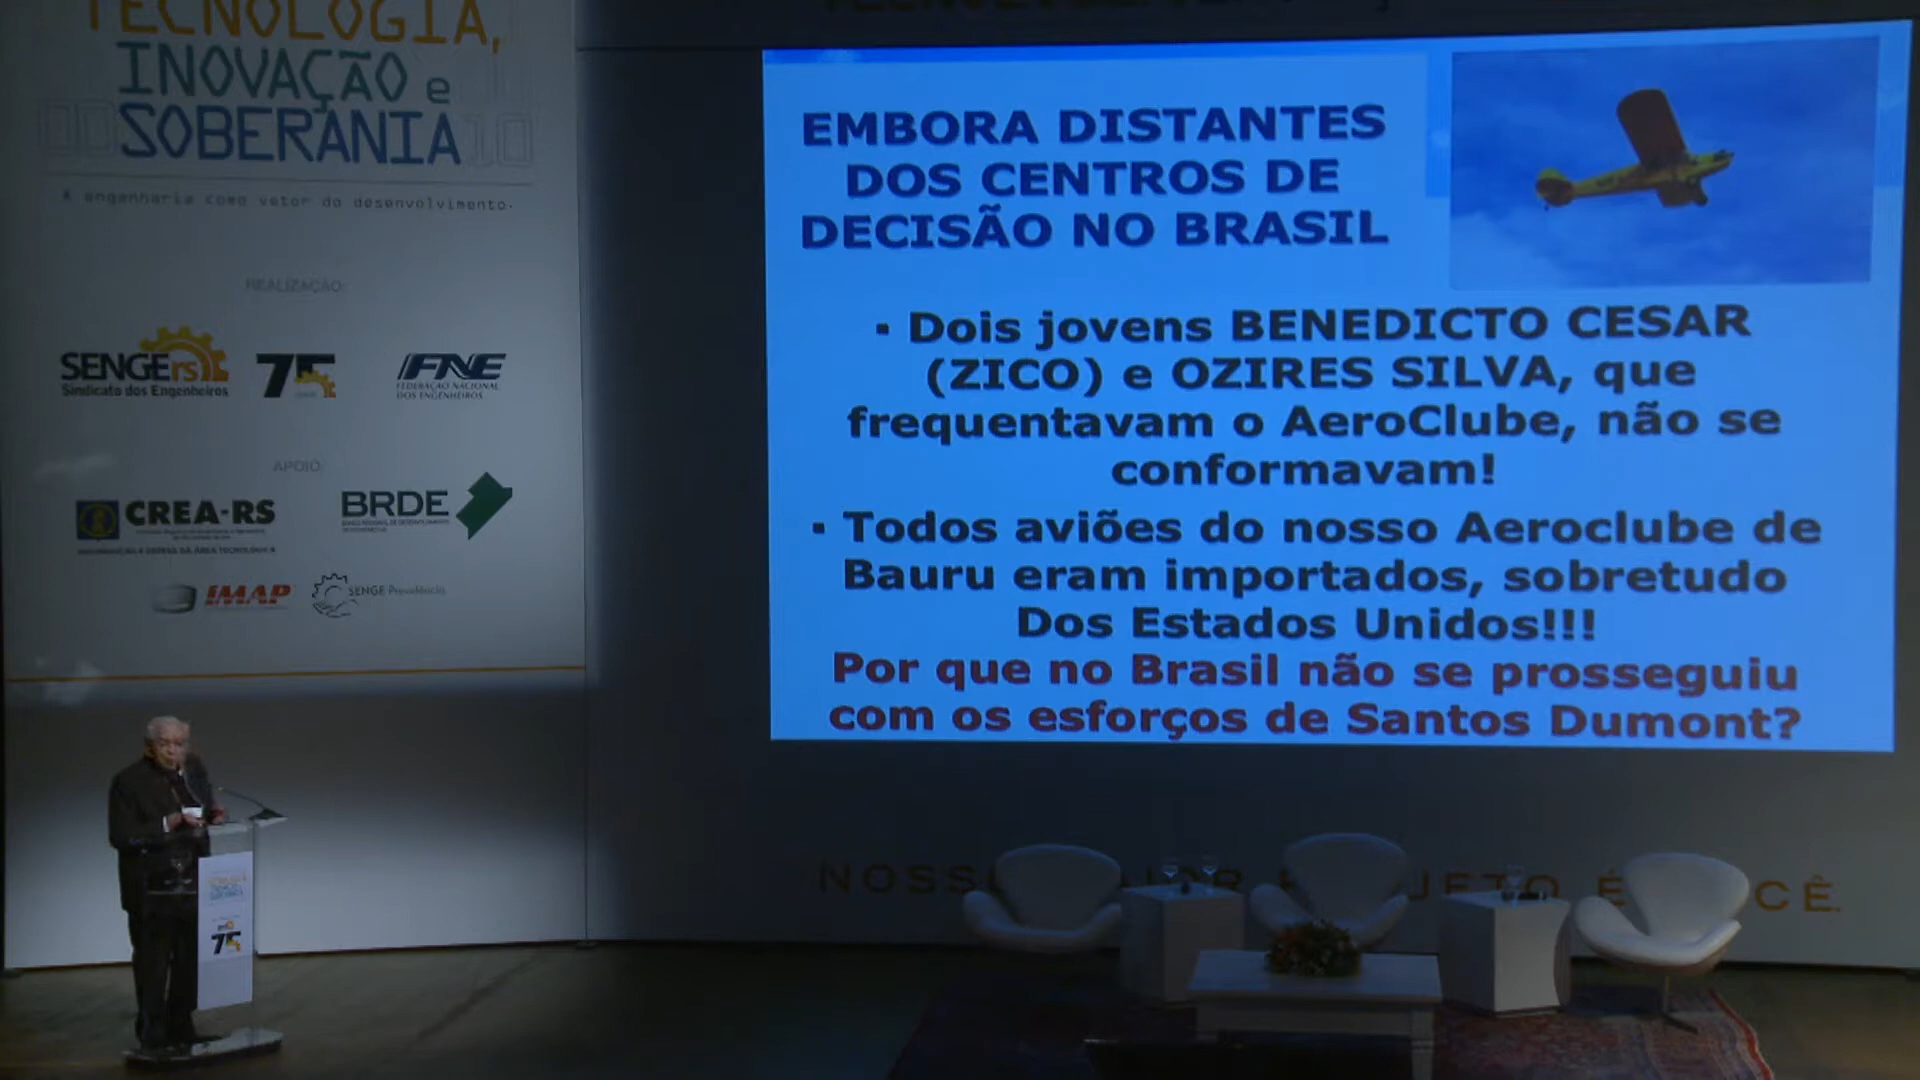 TECNOLOGIA,
INOVAÇÃO e
SOBERANIA
A engenharia como vetor do desenvolvimento.
REALIZAÇÃO:
SENGErs
Sindicato dos Engenheiros
75
FNE
FEDERAÇÃO NACIONAL
DOS ENGENHEIROS
APOIO:
CREA-RS
BRDE
IMAP
SENGE Previdência
EMBORA DISTANTES
DOS CENTROS DE
DECISÃO NO BRASIL
▪ Dois jovens BENEDICTO CESAR
(ZICO) e OZIRES SILVA, que
frequentavam o AeroClube, não se
conformavam!
▪ Todos aviões do nosso Aeroclube de
Bauru eram importados, sobretudo
Dos Estados Unidos!!!
Por que no Brasil não se prosseguiu
com os esforços de Santos Dumont?
75